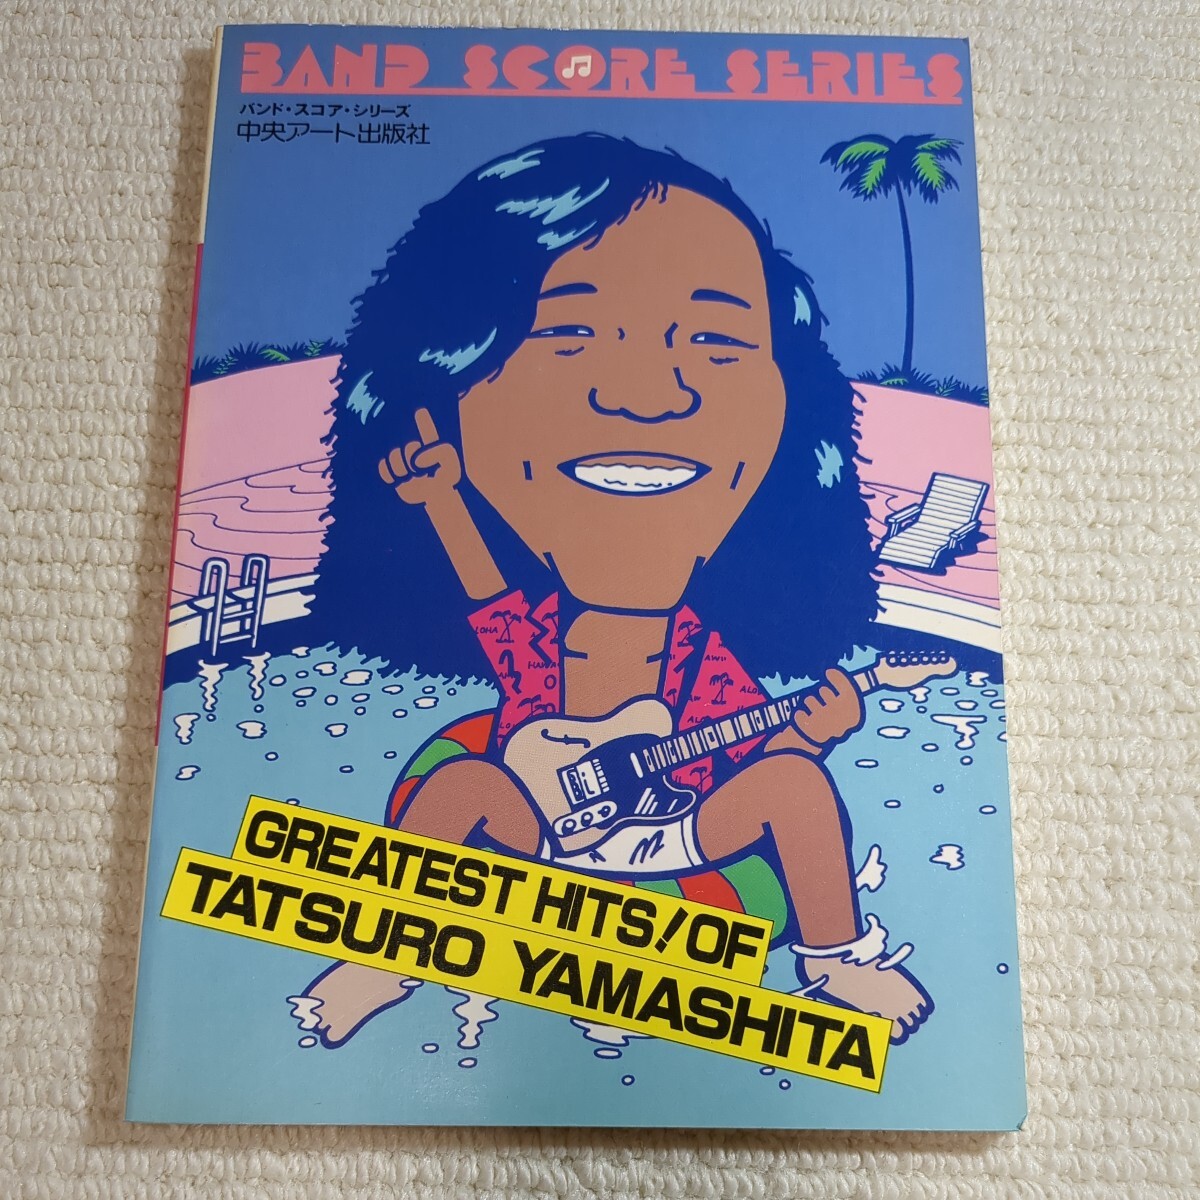 BAND SCORE SERIES
バンド・スコア・シリーズ
中央アート出版社
GREATEST HITS! OF
TATSURO YAMASHITA